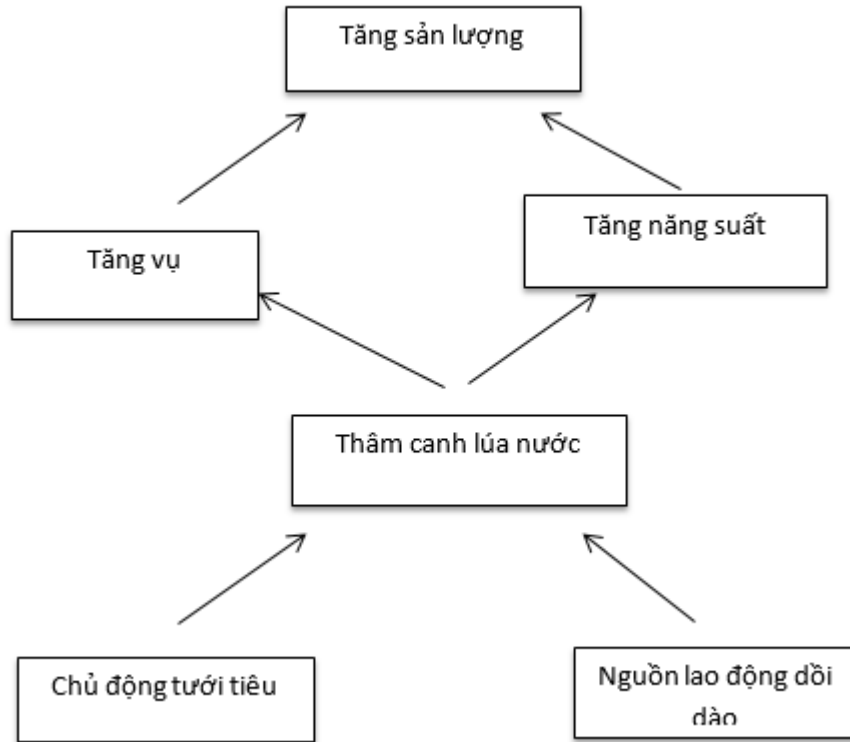 Tăng sản lượng
Tăng vụ
Tăng năng suất
Thâm canh lúa nước
Chủ động tưới tiêu
Nguồn lao động dồi
dào